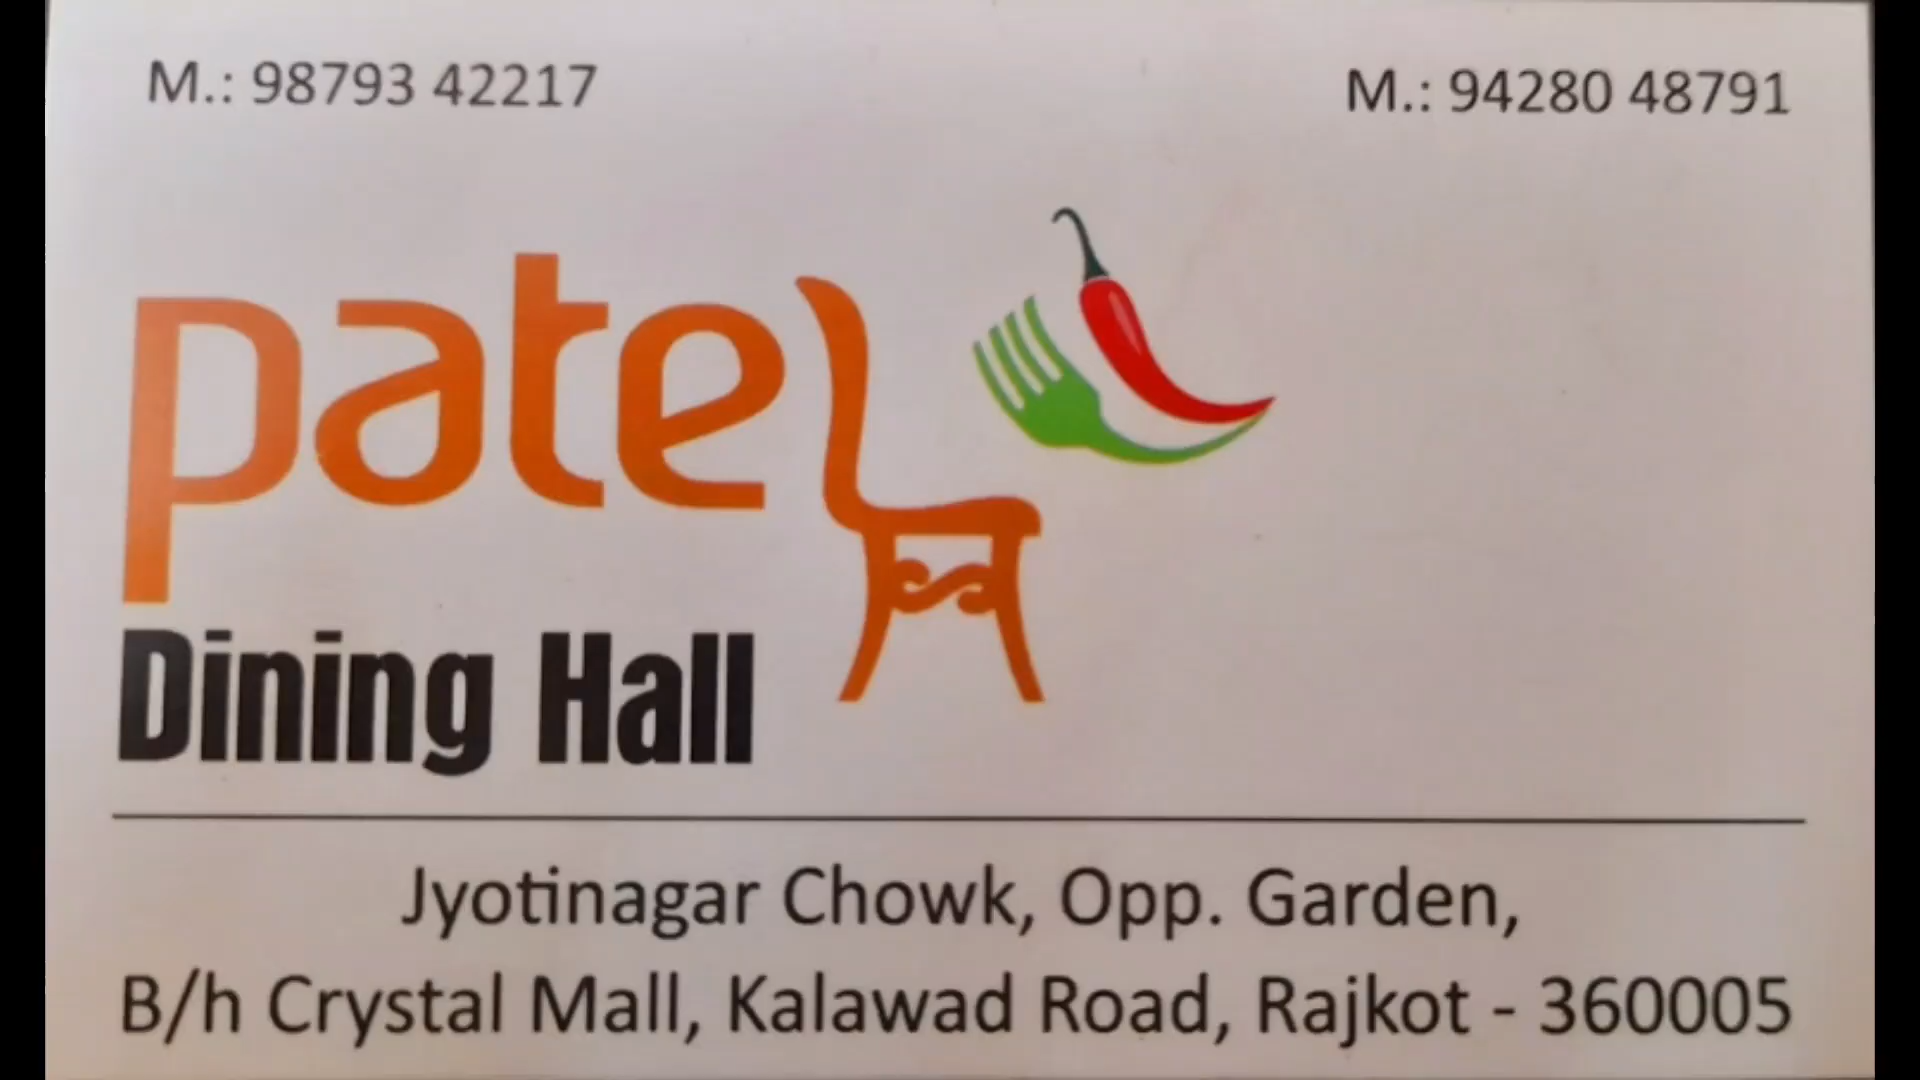 M.: 98793 42217
M.: 94280 48791
Patel
Dining Hall
Jyotinagar Chowk, Opp. Garden,
B/h Crystal Mall, Kalawad Road, Rajkot - 360005